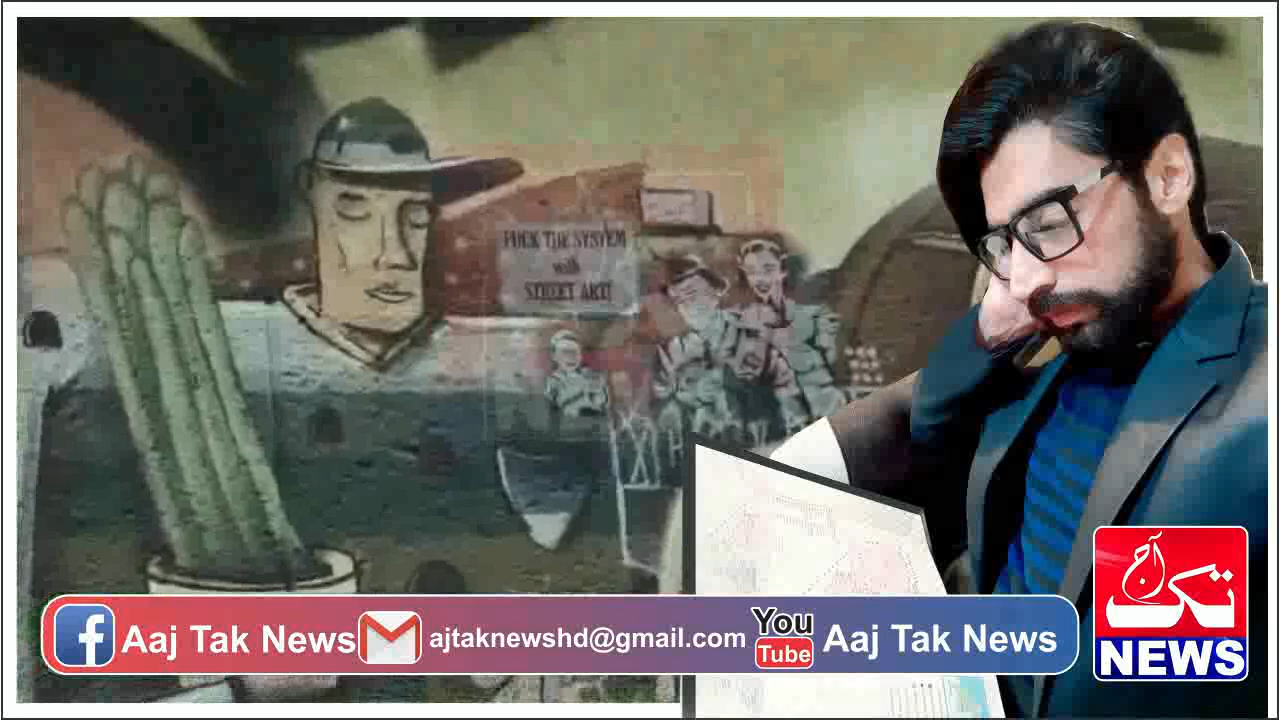 FUCK THE SYSTEM
with
STREET ART!
Aaj Tak News
ajtaknewshd@gmail.com
You
Tube
Aaj Tak News
آج تک
NEWS